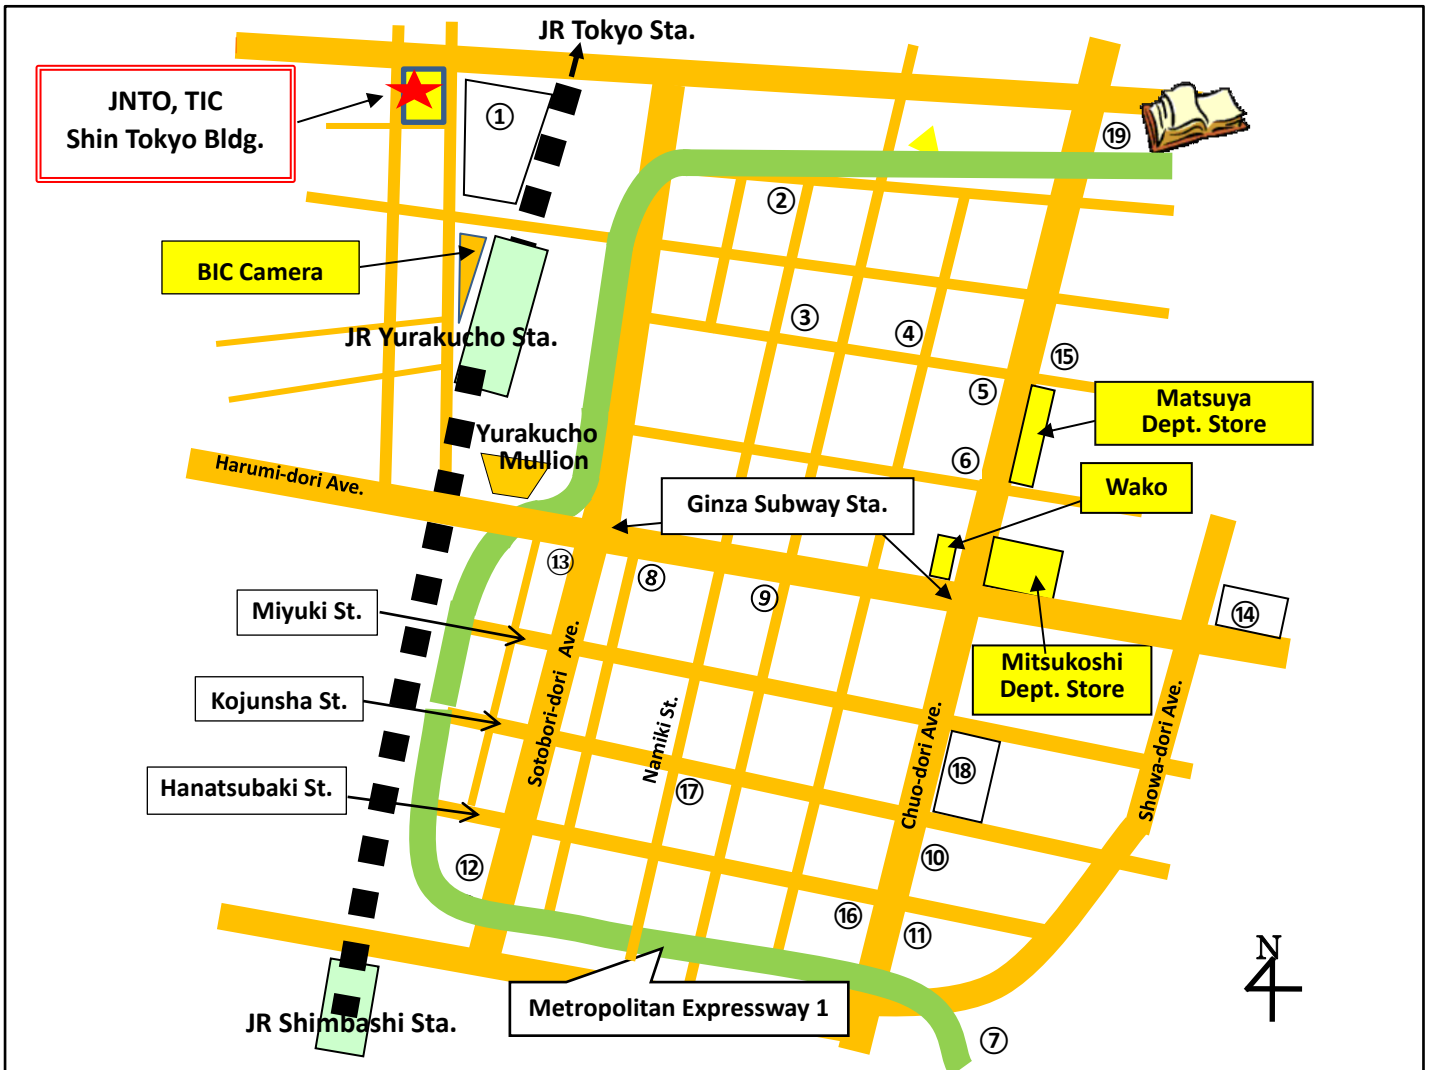 JR Tokyo Sta.
JNTO, TIC
Shin Tokyo Bldg.
①
⑲
②
BIC Camera
③
④
JR Yurakucho Sta.
⑮
⑤
Matsuya
Dept. Store
Yurakucho
Mullion
⑥
Harumi-dori Ave.
Wako
Ginza Subway Sta.
⑬
⑧
⑨
Miyuki St.
⑭
Mitsukoshi
Dept. Store
Kojunsha St.
Sotobori-dori Ave.
Namiki St.
Chuo-dori Ave.
Showa-dori Ave.
⑱
Hanatsubaki St.
⑰
⑫
⑩
⑯
⑪
N
Metropolitan Expressway 1
JR Shimbashi Sta.
⑦